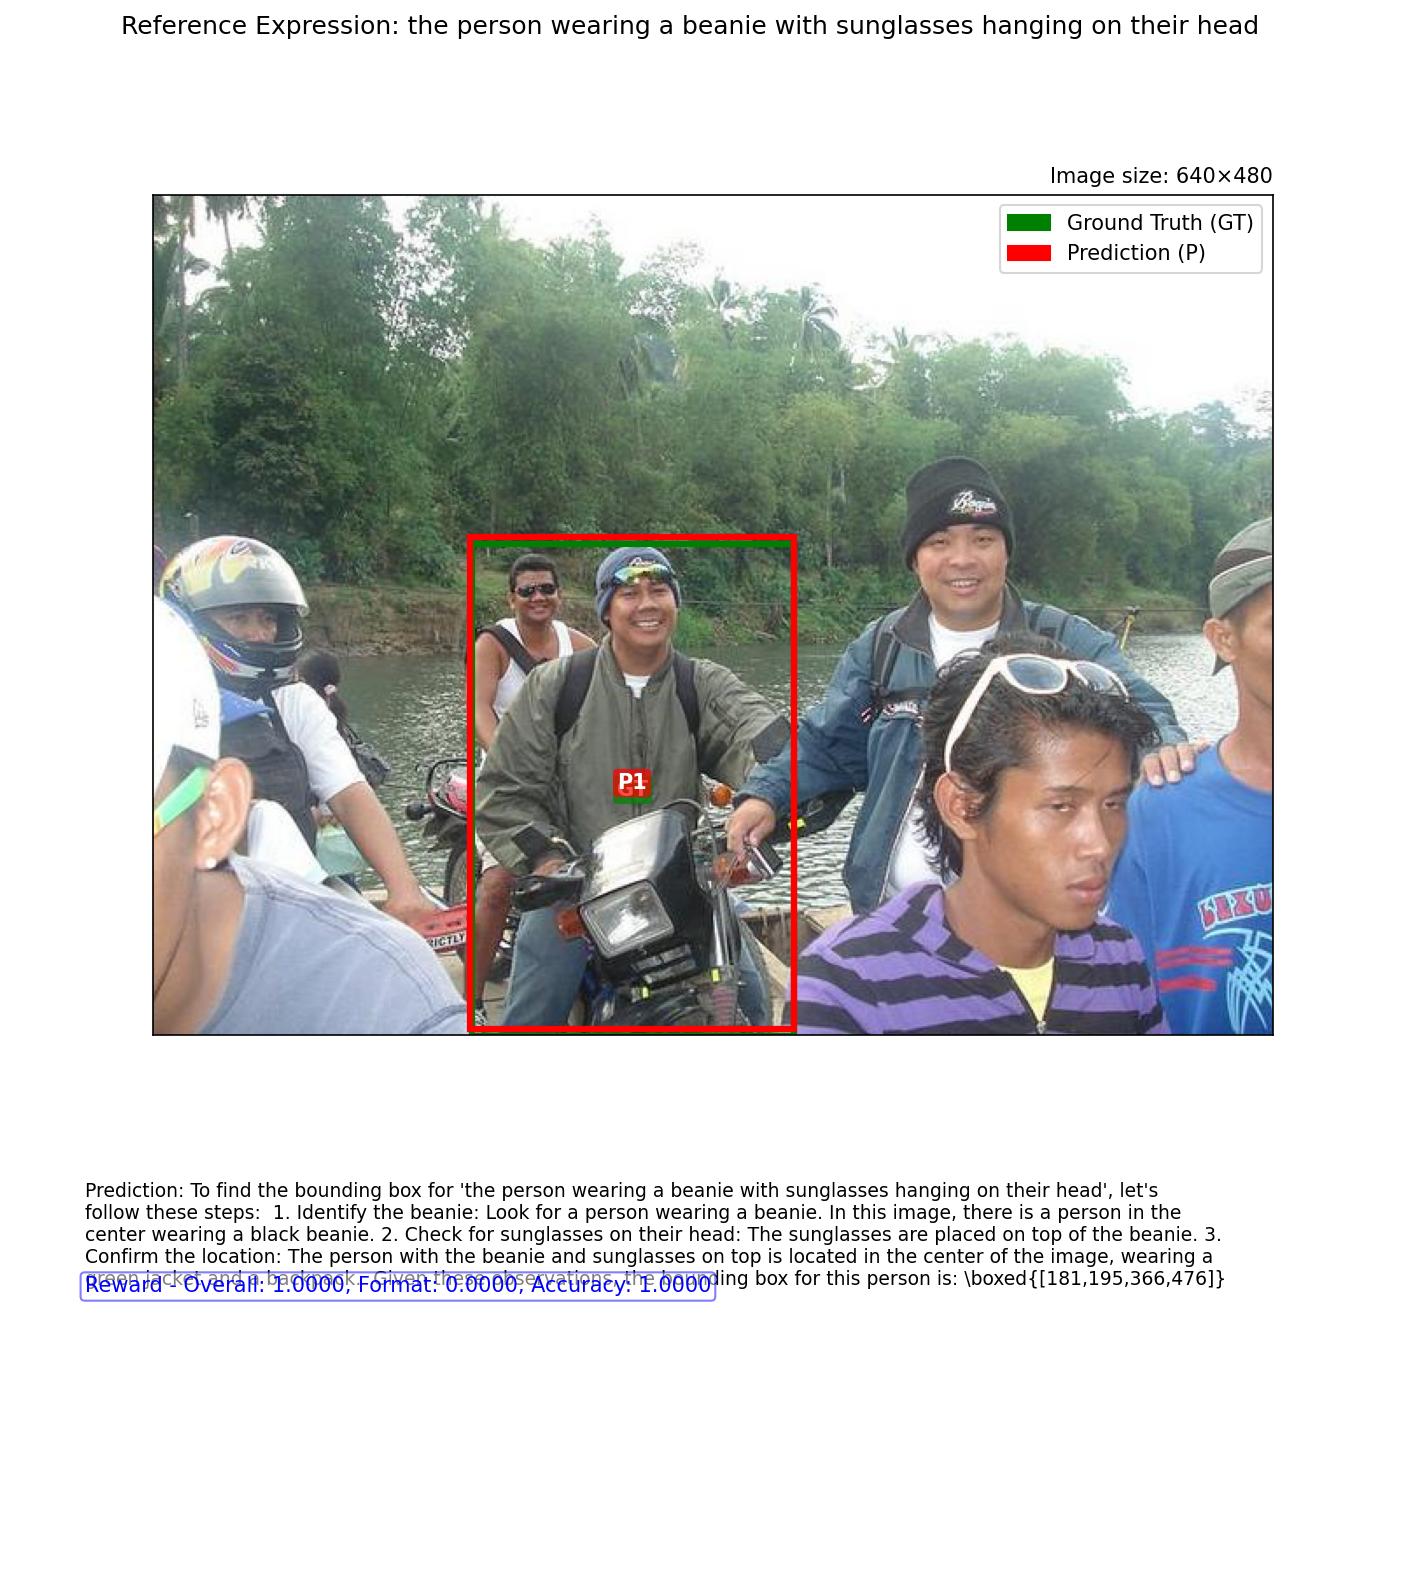 Reference Expression: the person wearing a beanie with sunglasses hanging on their head
Image size: 640×480
Ground Truth (GT)
Prediction (P)
P1
RICTLY
Prediction: To find the bounding box for 'the person wearing a beanie with sunglasses hanging on their head', let's
follow these steps:  1. Identify the beanie: Look for a person wearing a beanie. In this image, there is a person in the
center wearing a black beanie. 2. Check for sunglasses on their head: The sunglasses are placed on top of the beanie. 3.
Confirm the location: The person with the beanie and sunglasses on top is located in the center of the image, wearing a
green jacket and a backpack.  Given these observations, the bounding box for this person is: \boxed{[181,195,366,476]}
Reward - Overall: 1.0000, Format: 0.0000, Accuracy: 1.0000